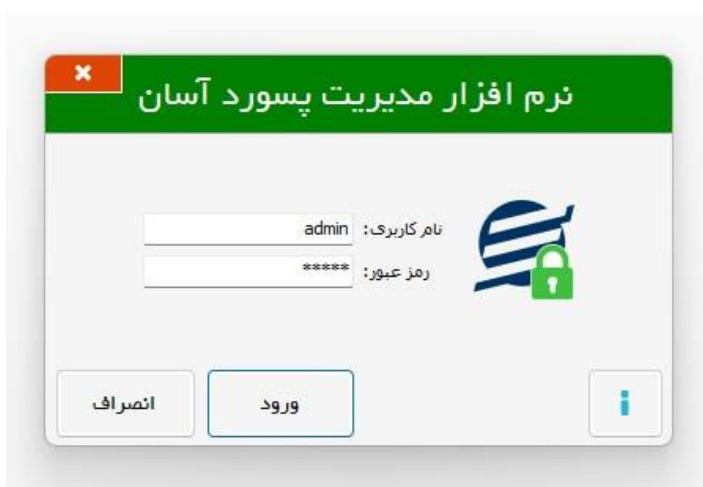 نرم افزار مدیریت پسورد آسان
نام کاربری: admin
رمز عبور: *****
ورود
انصراف